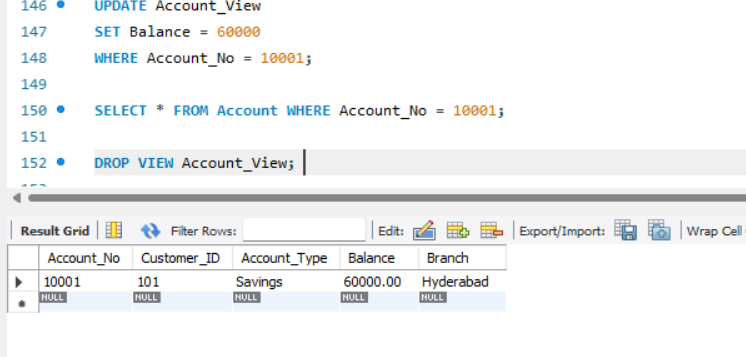 146 UPDATE Account_View
147 SET Balance = 60000
148 WHERE Account_No = 10001;
149
150 SELECT * FROM Account WHERE Account_No = 10001;
151
152 DROP VIEW Account_View;
Result Grid Filter Rows: Edit: Export/Import: Wrap Cell
Account_No Customer_ID Account_Type Balance Branch
10001 101 Savings 60000.00 Hyderabad
NULL NULL NULL NULL NULL